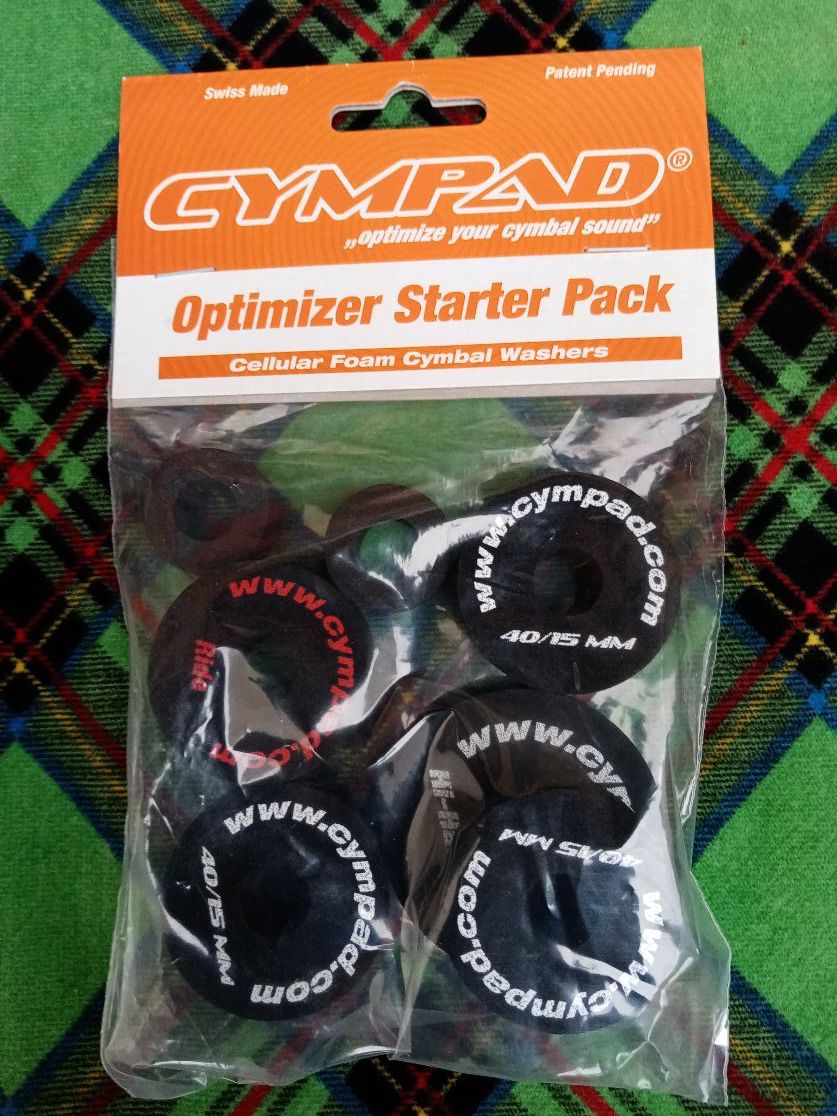 Swiss Made
Patent Pending
CYMPAD®
„optimize your cymbal sound”
Optimizer Starter Pack
Cellular Foam Cymbal Washers
www.cympad.com
40/15 MM
www.cympad.com
Ride
www.cy
www.cympad.com
40/15 MM
40/15 MM
www.cympad.com